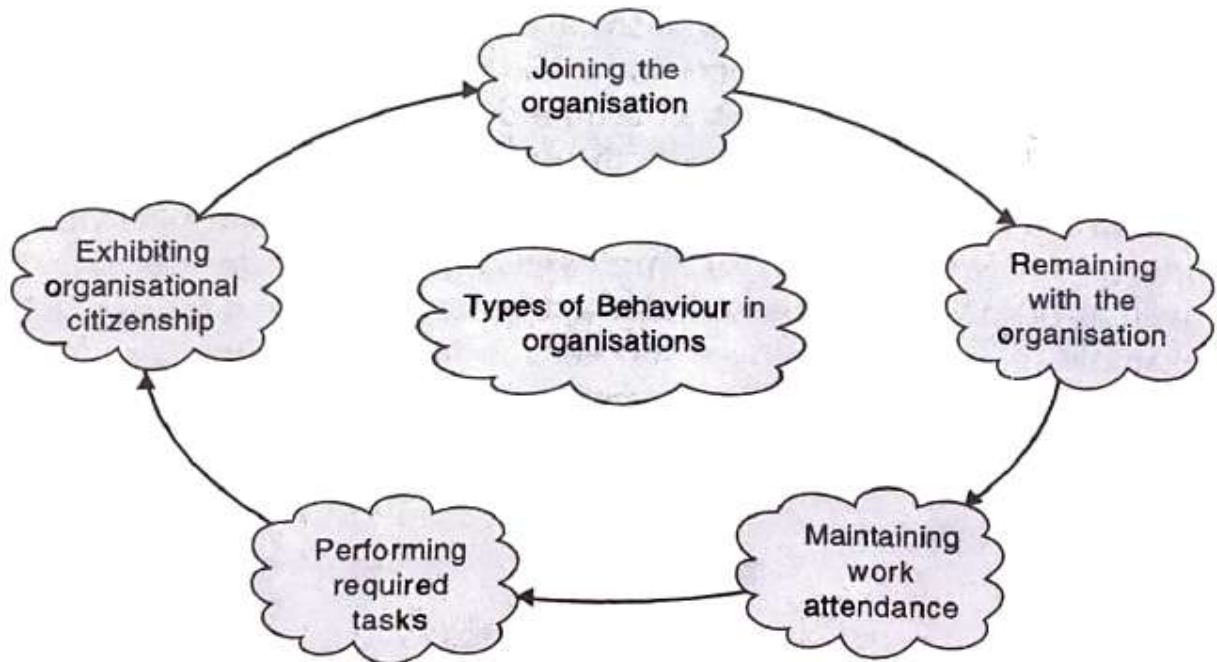 Joining the
organisation
Exhibiting
organisational
citizenship
Types of Behaviour in
organisations
Remaining
with the
organisation
Performing
required
tasks
Maintaining
work
attendance